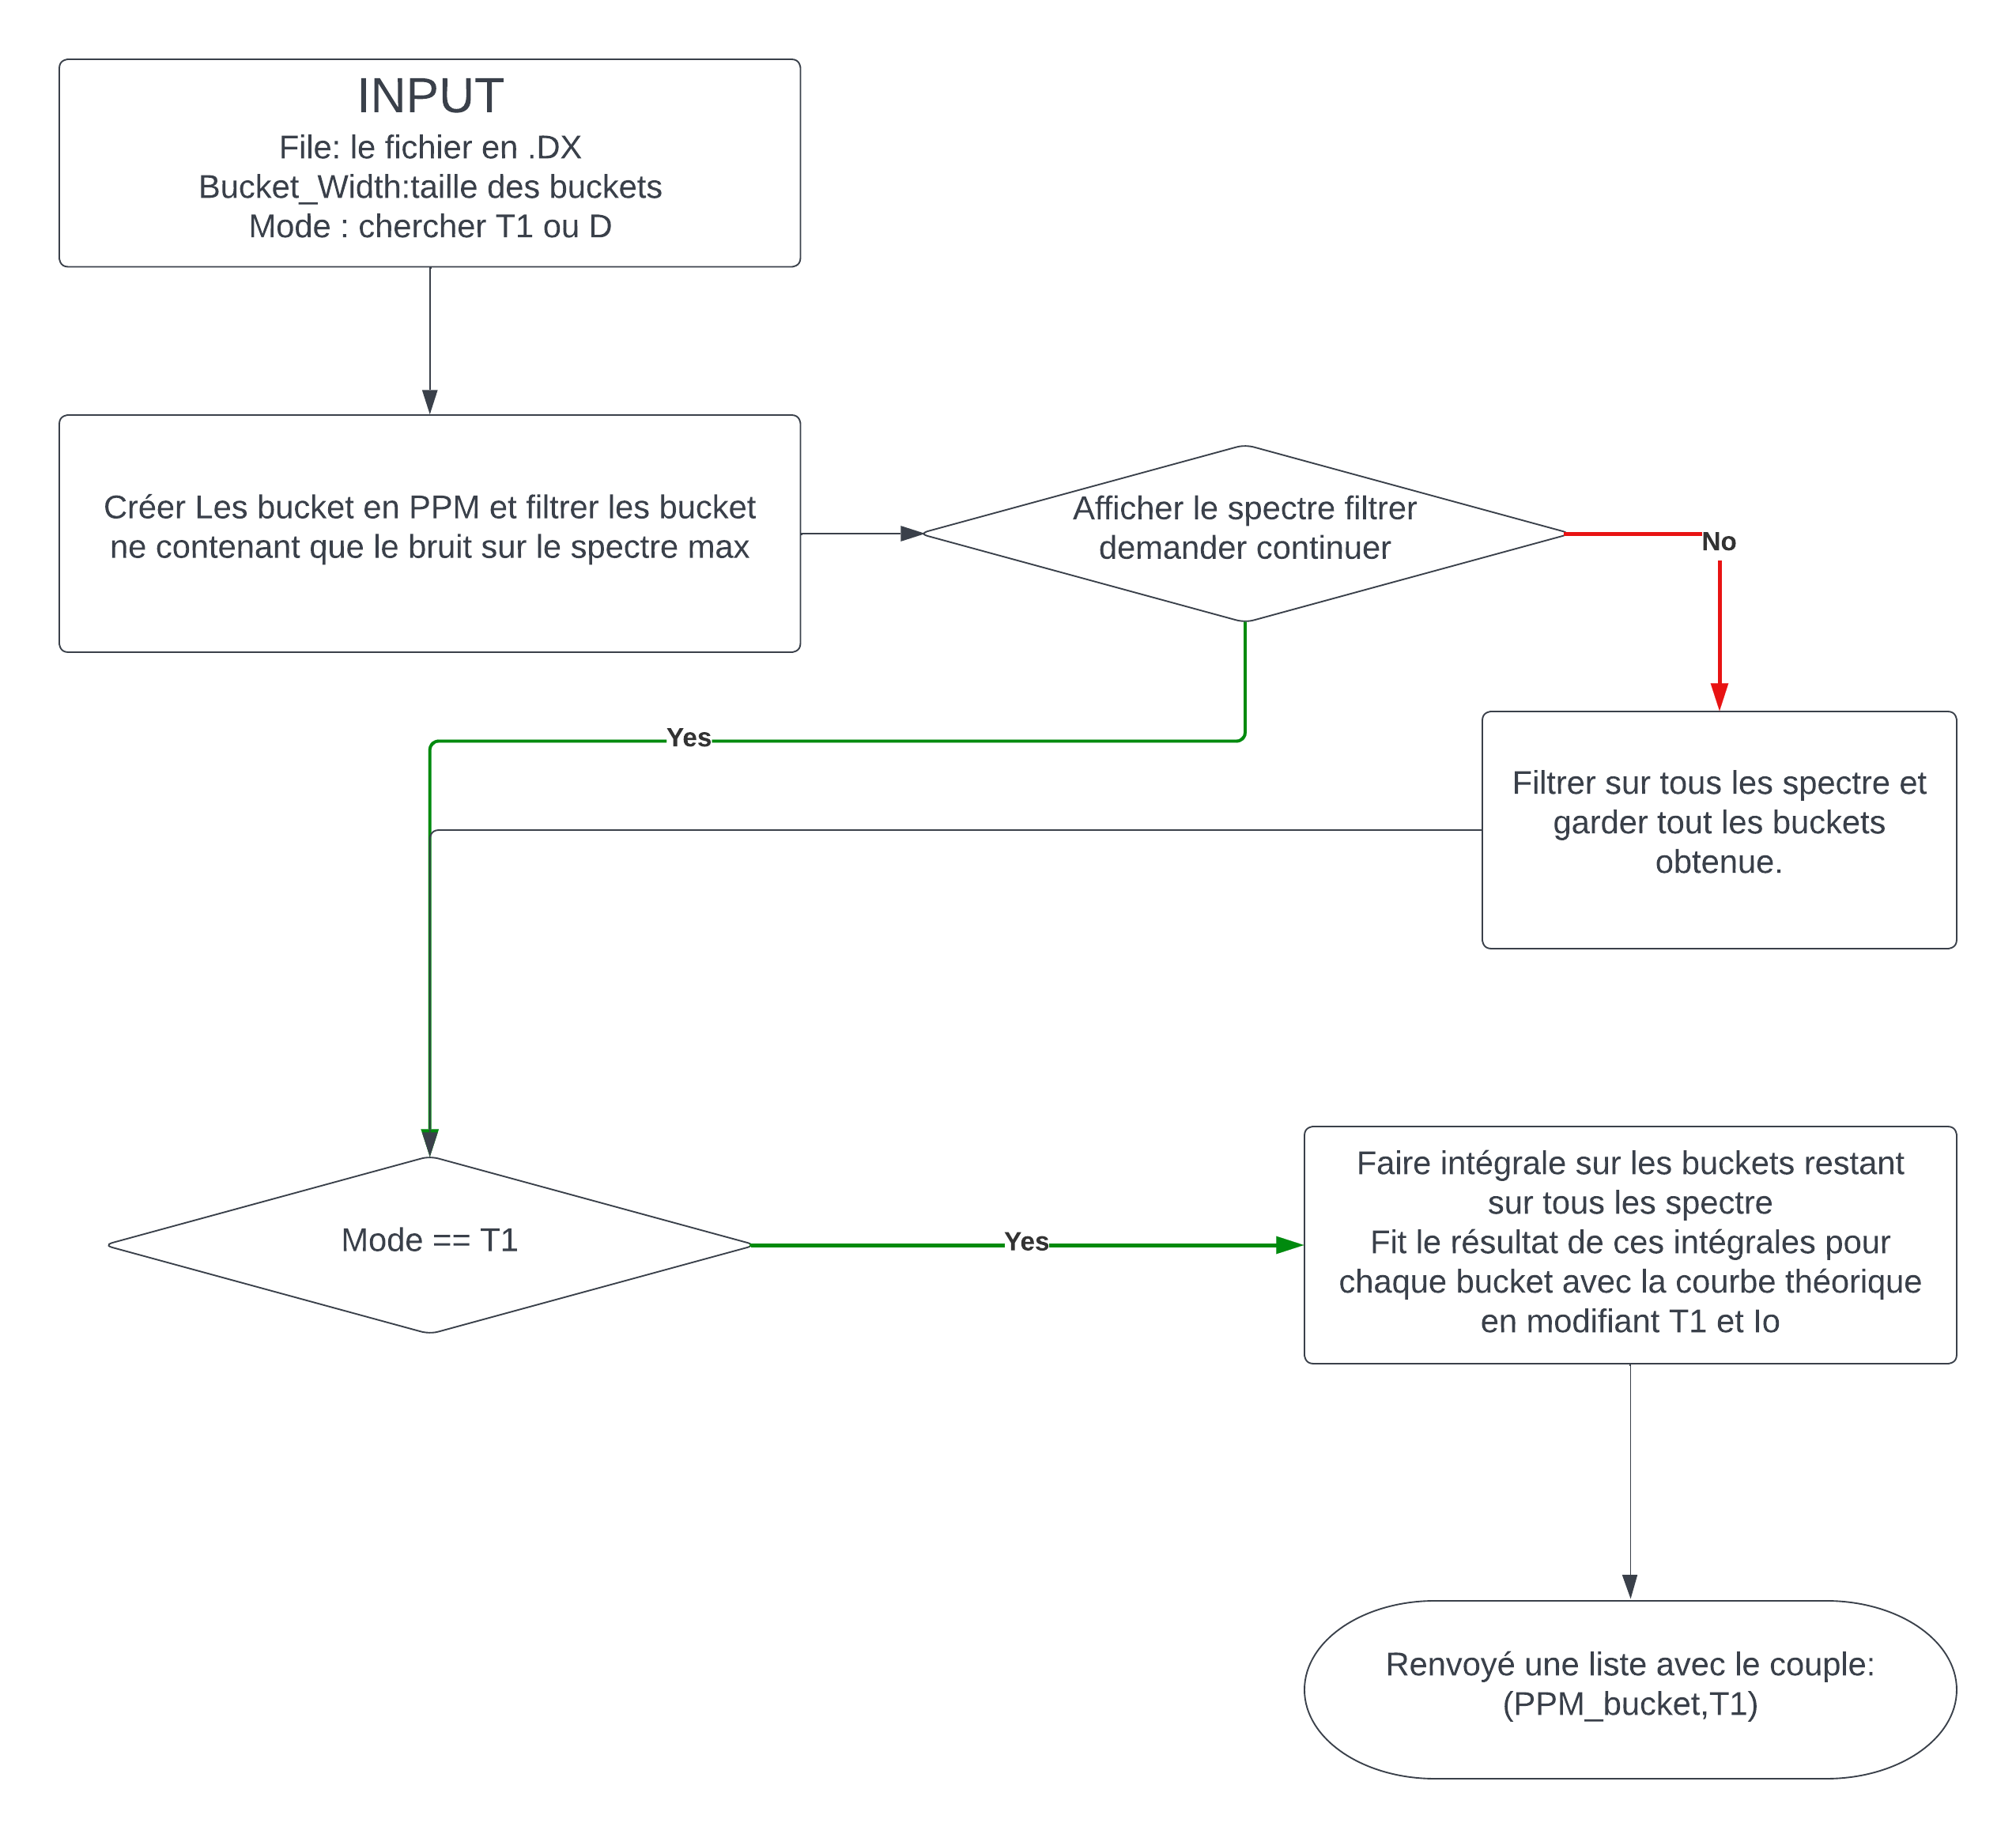 INPUT
File: le fichier en .DX
Bucket_Width:taille des buckets
Mode : chercher T1 ou D
Créer Les bucket en PPM et filtrer les bucket
ne contenant que le bruit sur le spectre max
Afficher le spectre filtrer
demander continuer
No
Yes
Filtrer sur tous les spectre et
garder tout les buckets
obtenue.
Mode == T1
Yes
Faire intégrale sur les buckets restant
sur tous les spectre
Fit le résultat de ces intégrales pour
chaque bucket avec la courbe théorique
en modifiant T1 et Io
Renvoyé une liste avec le couple:
(PPM_bucket,T1)